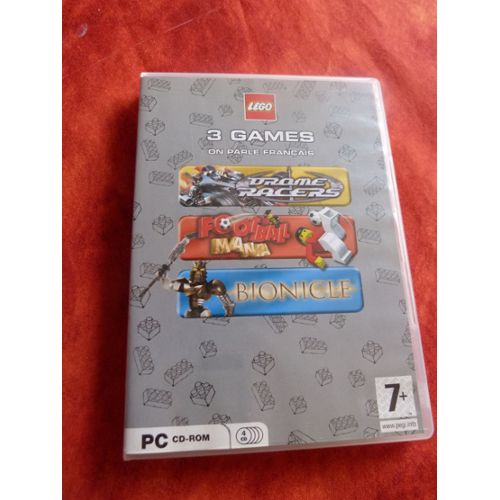 LEGO
3 GAMES
ON PARLE FRANCAIS
DROME
RACERS
FOOTBALL
MANIA
BIONICLE
7+
www.pegi.info
PC CD-ROM
4
CD